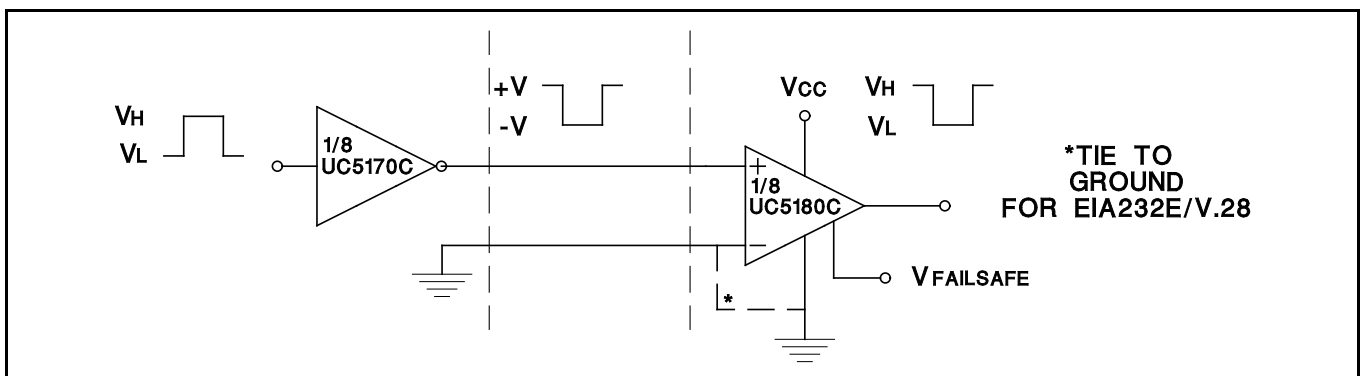 VH
VL
1/8
UC5170C
+V
-V
VCC
VH
VL
+
1/8
UC5180C
−
*
VFAILSAFE
*TIE TO
GROUND
FOR EIA232E/V.28